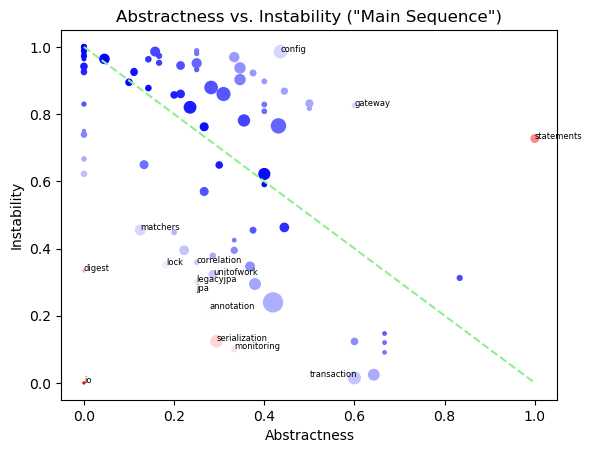 Abstractness vs. Instability ("Main Sequence")
1.0
0.8
0.6
0.4
0.2
0.0
Instability
config
gateway
statements
matchers
lock
correlation
digest
unitofwork
legacyjpa
jpa
annotation
serialization
monitoring
transaction
io
0.0 0.2 0.4 0.6 0.8 1.0
Abstractness